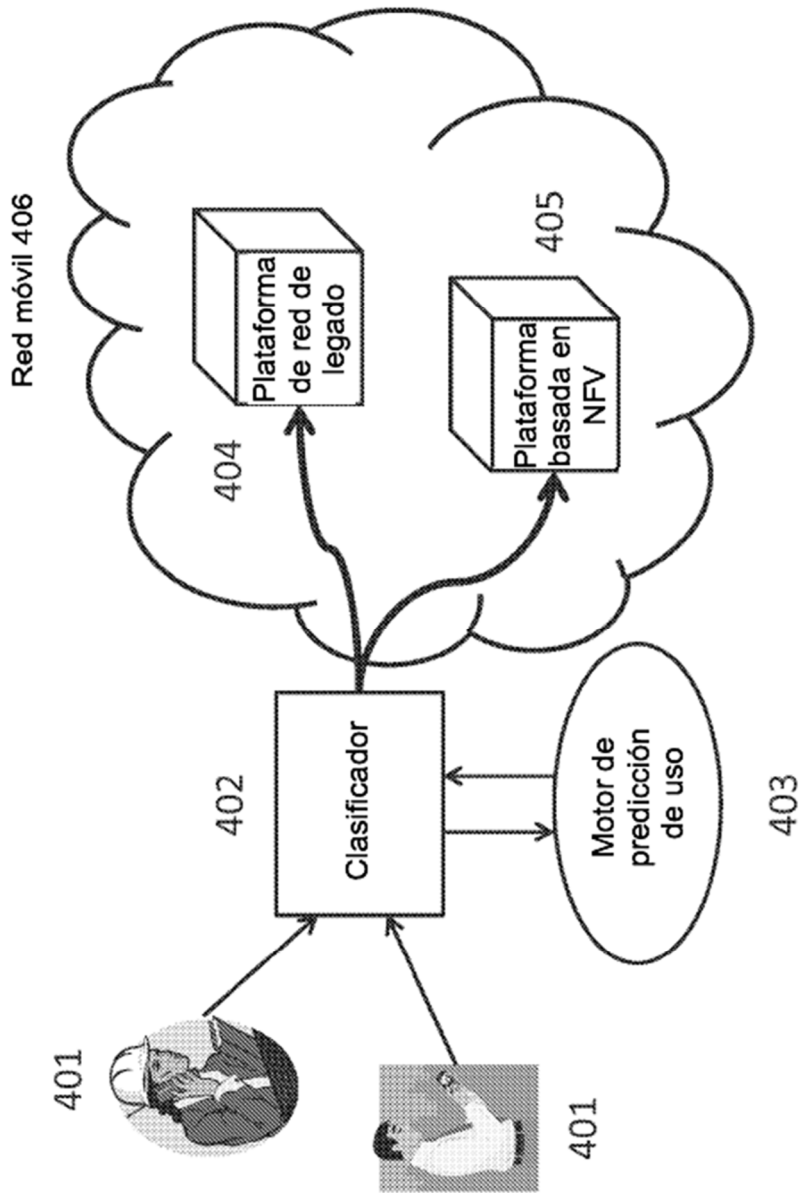 Red móvil 406
401
402
404
Plataforma
de red de
legado
Clasificador
405
Plataforma
basada en
NFV
401
Motor de
predicción
de uso
403